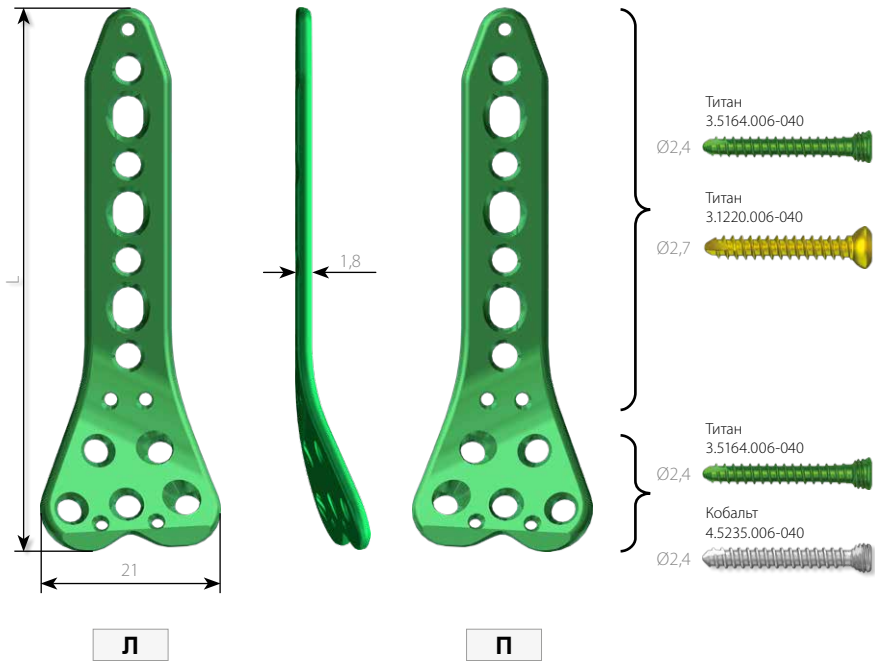 Титан
3.5164.006-040
Ø2,4
Титан
3.1220.006-040
Ø2,7
1,8
L
Титан
3.5164.006-040
Ø2,4
Кобальт
4.5235.006-040
Ø2,4
21
Л
П